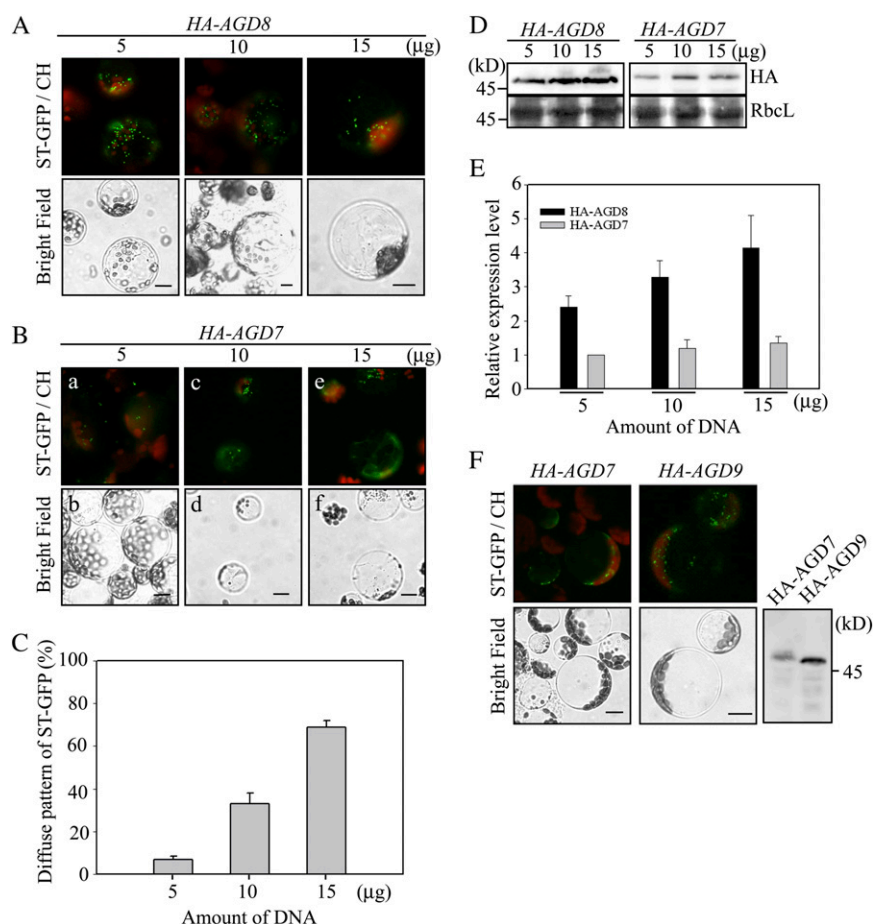 A
HA-AGD8
5 10 15 (µg)
ST-GFP / CH
Bright Field
B
HA-AGD7
5 10 15 (µg)
ST-GFP / CH
a c e
Bright Field
b d f
C
Diffuse pattern of ST-GFP (%)
100
80
60
40
20
0
5 10 15 (µg)
Amount of DNA
D
HA-AGD8 HA-AGD7
5 10 15 5 10 15 (µg)
(kD)
45
HA
45
RbcL
E
Relative expression level
6
5
4
3
2
1
0
HA-AGD8
HA-AGD7
5 10 15 (µg)
Amount of DNA
F
HA-AGD7 HA-AGD9
ST-GFP / CH
Bright Field
HA-AGD7
HA-AGD9
(kD)
45